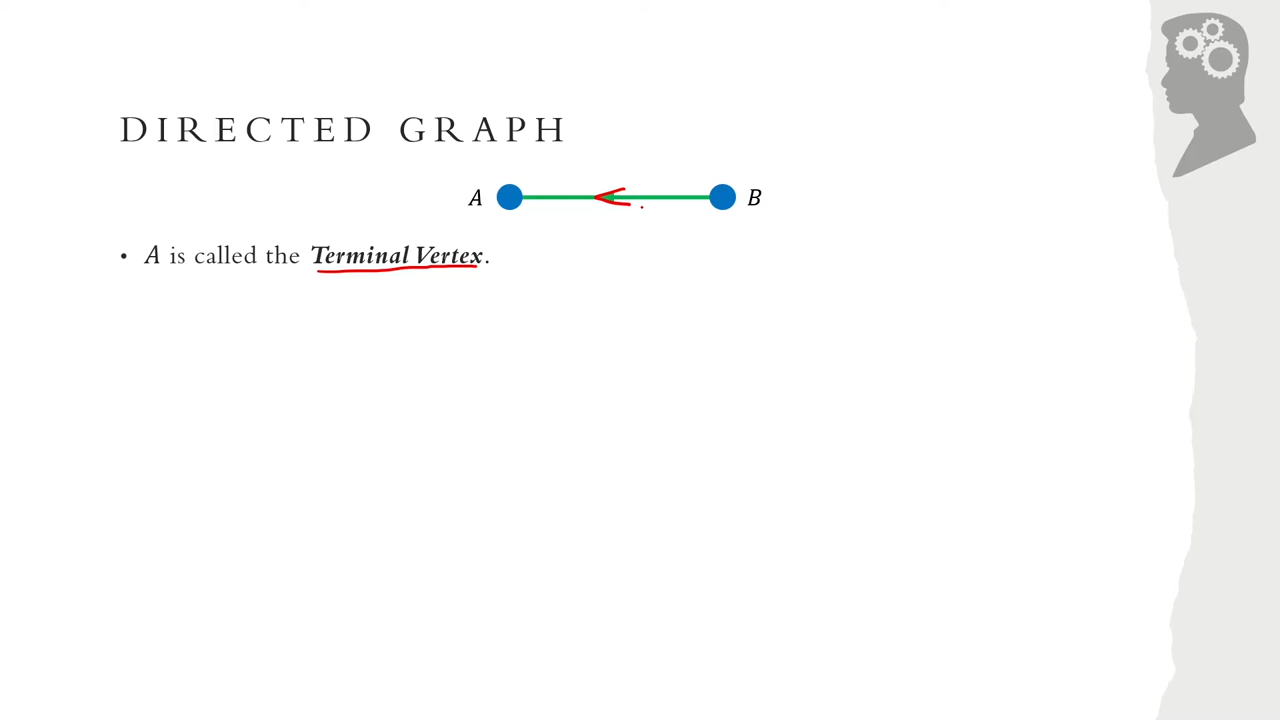 DIRECTED GRAPH
A B
• A is called the Terminal Vertex.